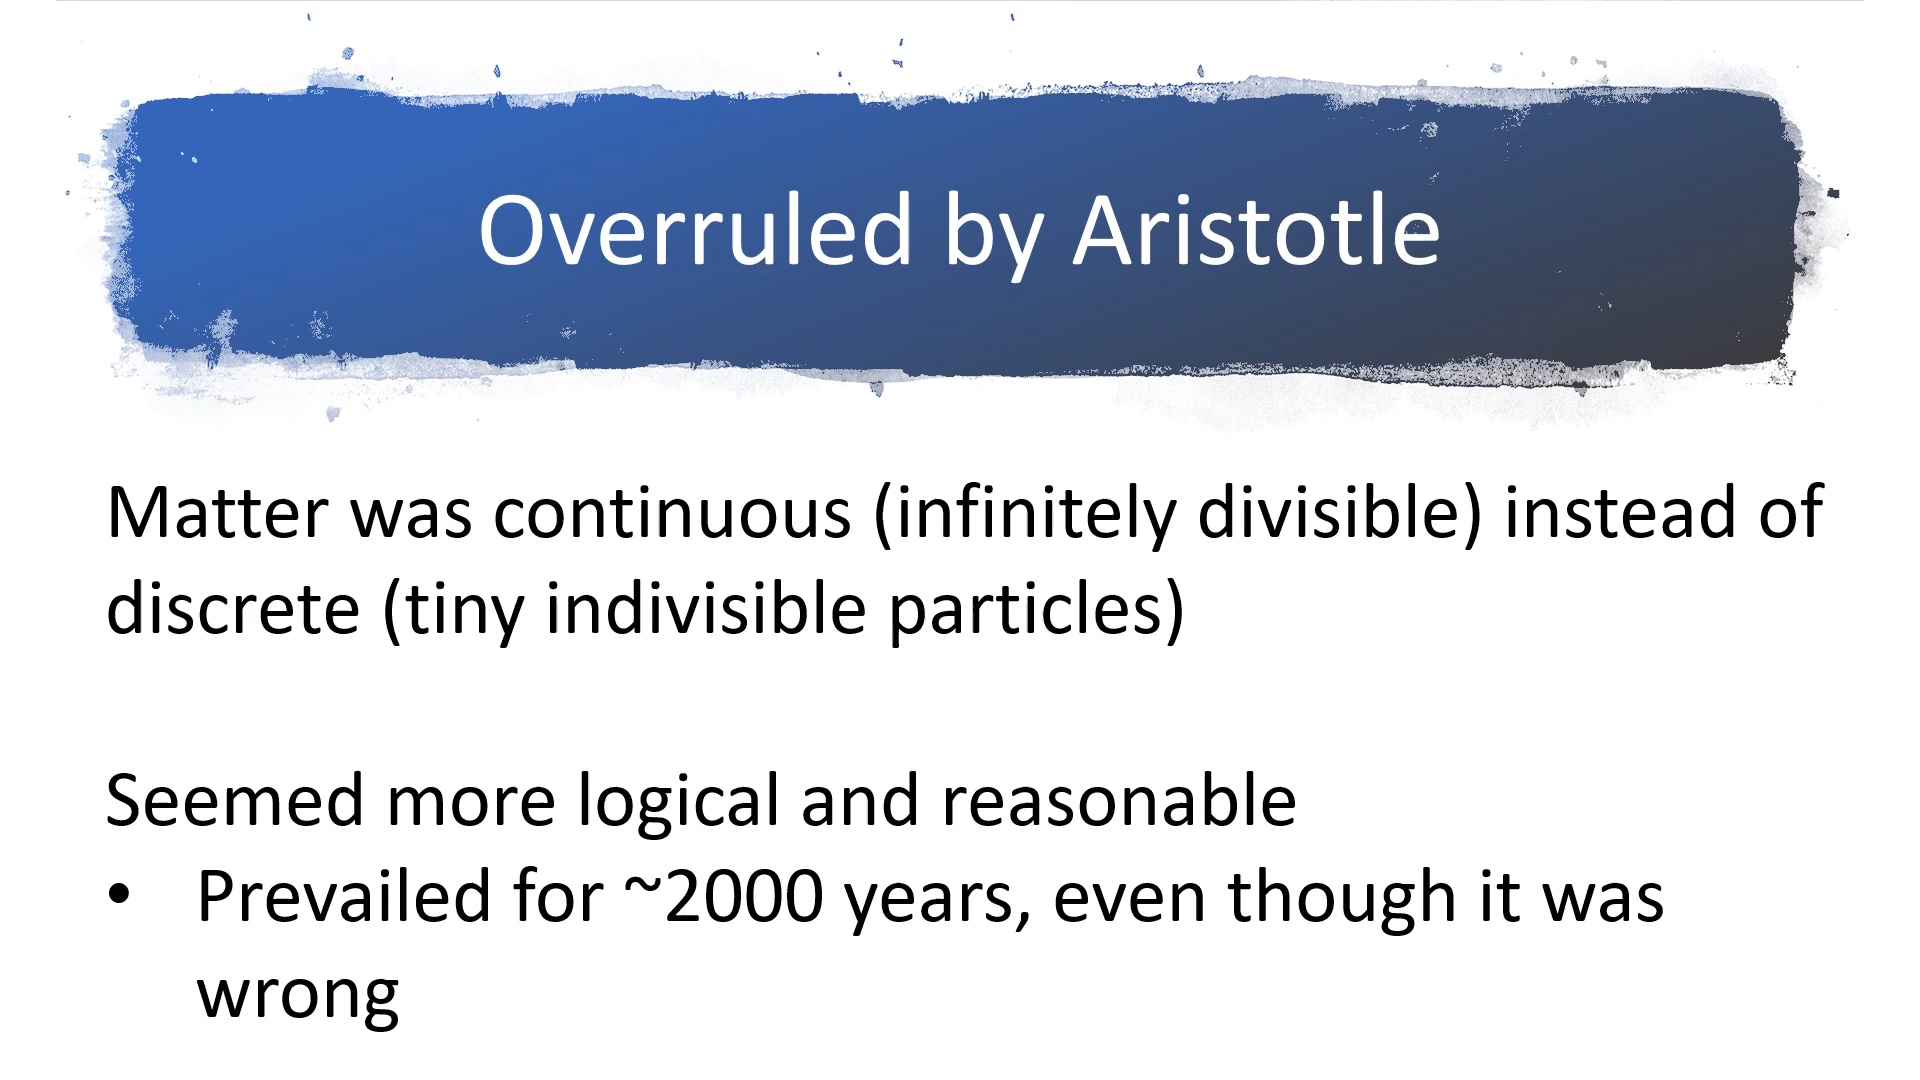 Overruled by Aristotle
Matter was continuous (infinitely divisible) instead of
discrete (tiny indivisible particles)
Seemed more logical and reasonable
• Prevailed for ~2000 years, even though it was
wrong